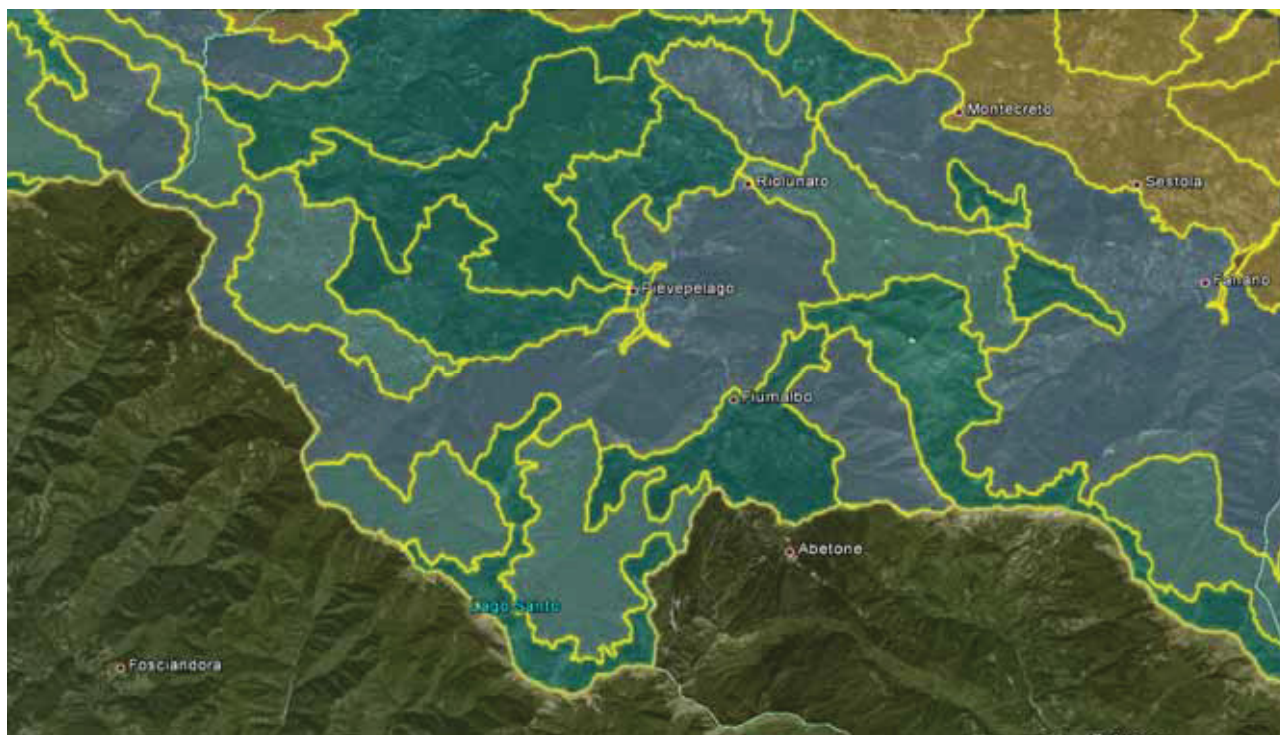 Montecreto
Riolunato
Sestola
Pievepelago
Fanano
Fiumalbo
Abetone
Lago Santo
Fosciandora